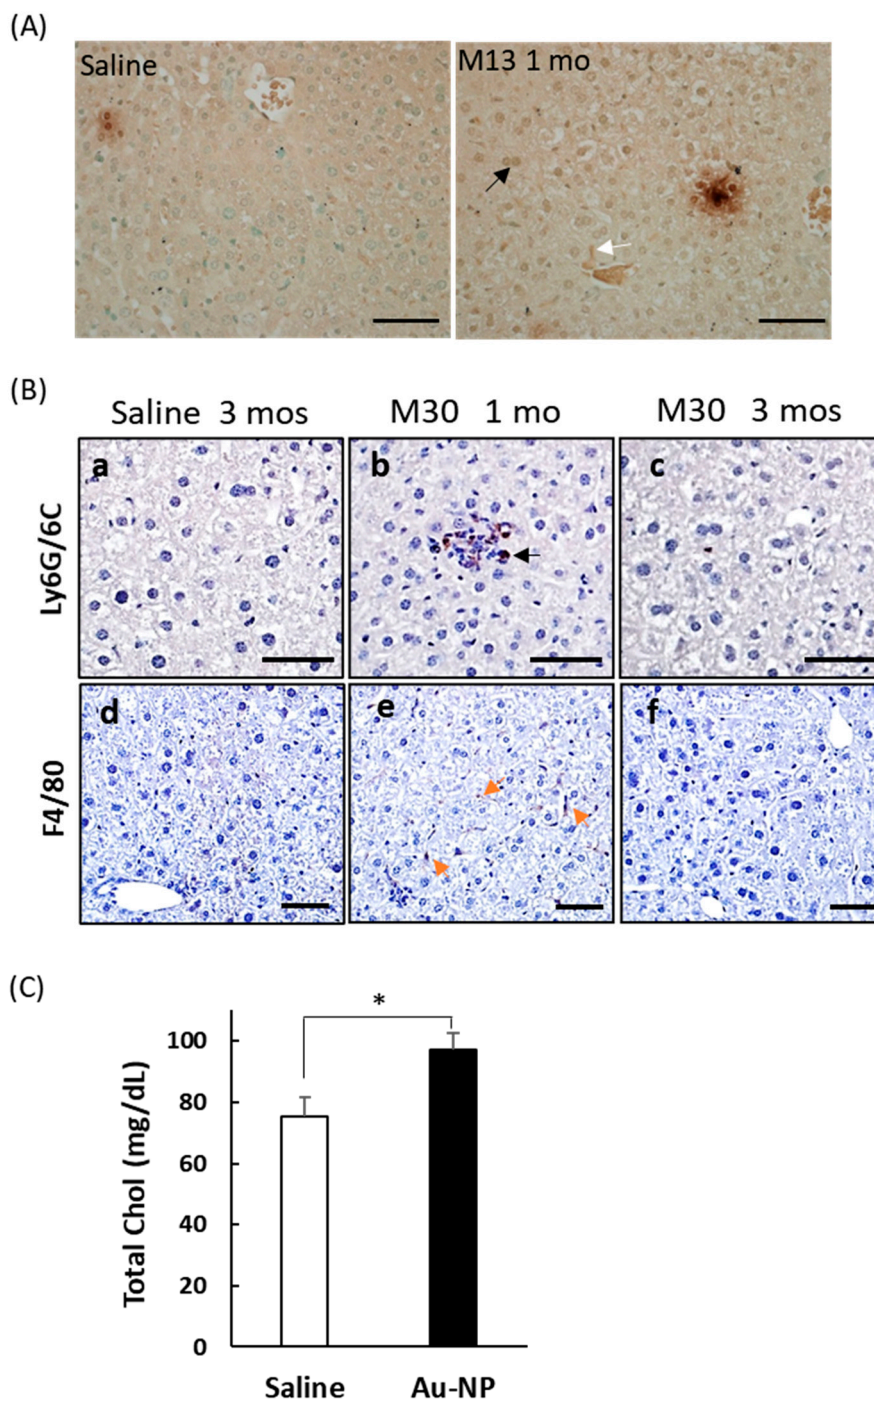 (A)
Saline
M13 1 mo
(B)
Saline 3 mos
M30 1 mo
M30 3 mos
Ly6G/6C
a
b
c
F4/80
d
e
f
(C)
*
Total Chol (mg/dL)
100
80
60
40
20
0
Saline
Au-NP